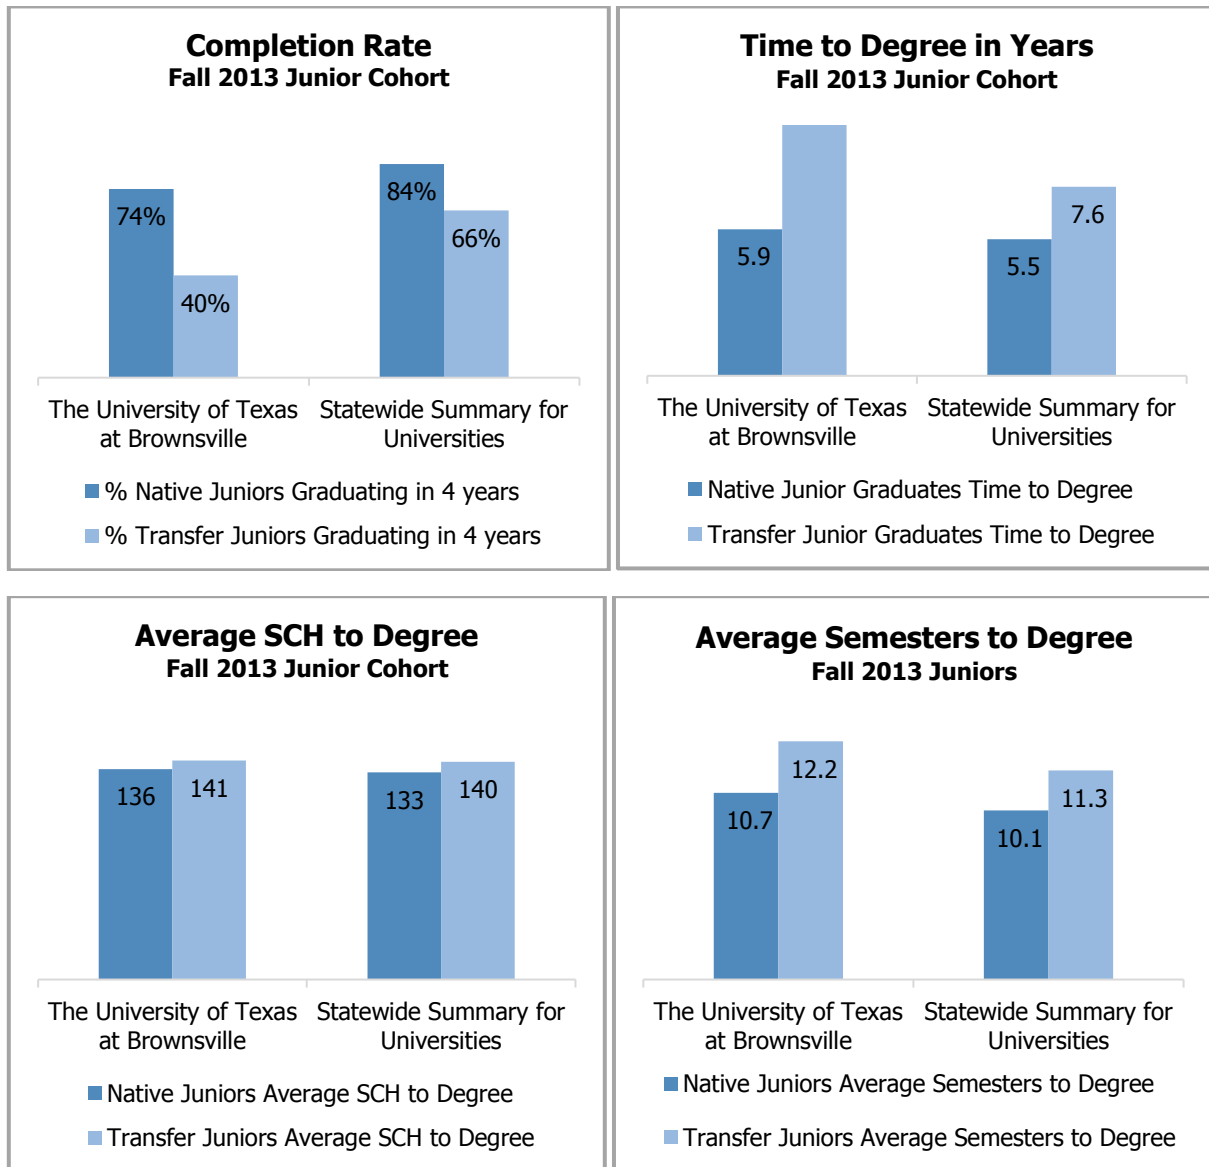 Completion Rate
Fall 2013 Junior Cohort
74%
40%
84%
66%
The University of Texas
at Brownsville
Statewide Summary for
Universities
% Native Juniors Graduating in 4 years
% Transfer Juniors Graduating in 4 years
Time to Degree in Years
Fall 2013 Junior Cohort
5.9
5.5
7.6
The University of Texas
at Brownsville
Statewide Summary for
Universities
Native Junior Graduates Time to Degree
Transfer Junior Graduates Time to Degree
Average SCH to Degree
Fall 2013 Junior Cohort
136
141
133
140
The University of Texas
at Brownsville
Statewide Summary for
Universities
Native Juniors Average SCH to Degree
Transfer Juniors Average SCH to Degree
Average Semesters to Degree
Fall 2013 Juniors
10.7
12.2
10.1
11.3
The University of Texas
at Brownsville
Statewide Summary for
Universities
Native Juniors Average Semesters to Degree
Transfer Juniors Average Semesters to Degree